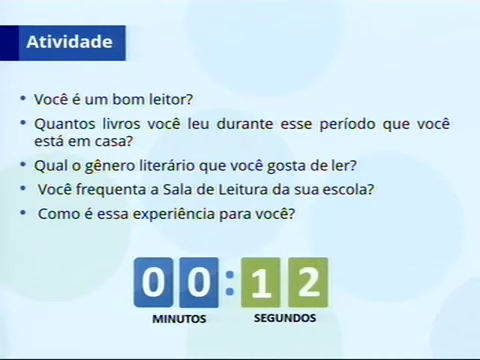 Atividade
• Você é um bom leitor?
• Quantos livros você leu durante esse período que você
está em casa?
• Qual o gênero literário que você gosta de ler?
• Você frequenta a Sala de Leitura da sua escola?
• Como é essa experiência para você?
00:12
MINUTOS SEGUNDOS